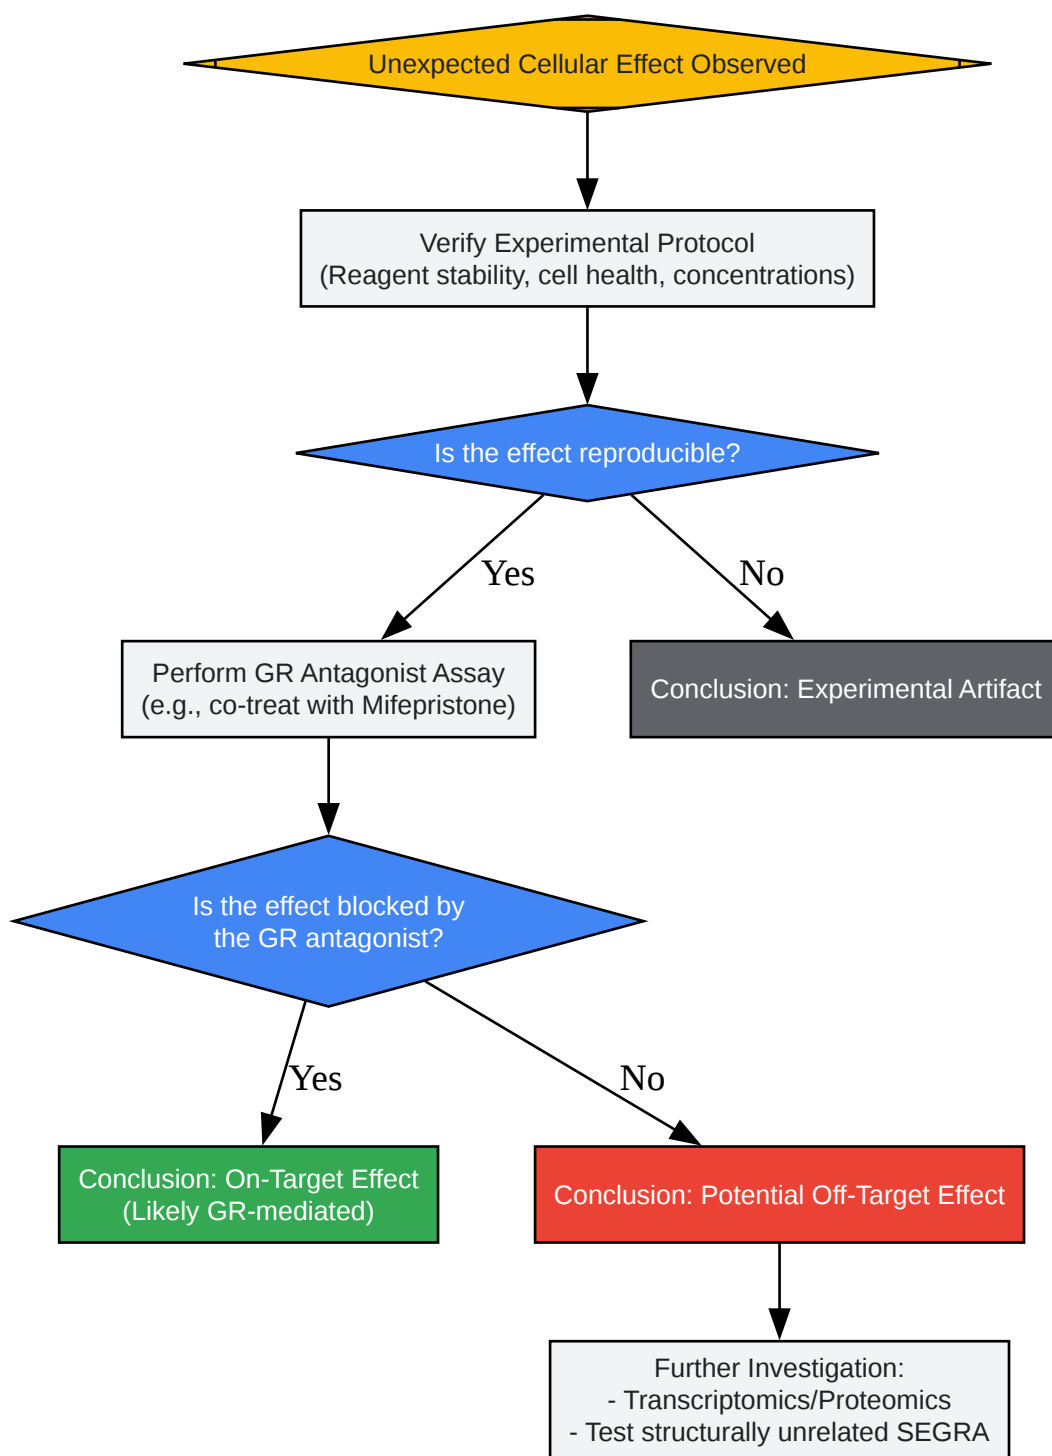 Unexpected Cellular Effect Observed
Verify Experimental Protocol
(Reagent stability, cell health, concentrations)
Is the effect reproducible?
Yes
No
Perform GR Antagonist Assay
(e.g., co-treat with Mifepristone)
Conclusion: Experimental Artifact
Is the effect blocked by
the GR antagonist?
Yes
No
Conclusion: On-Target Effect
(Likely GR-mediated)
Conclusion: Potential Off-Target Effect
Further Investigation:
- Transcriptomics/Proteomics
- Test structurally unrelated SEGRA